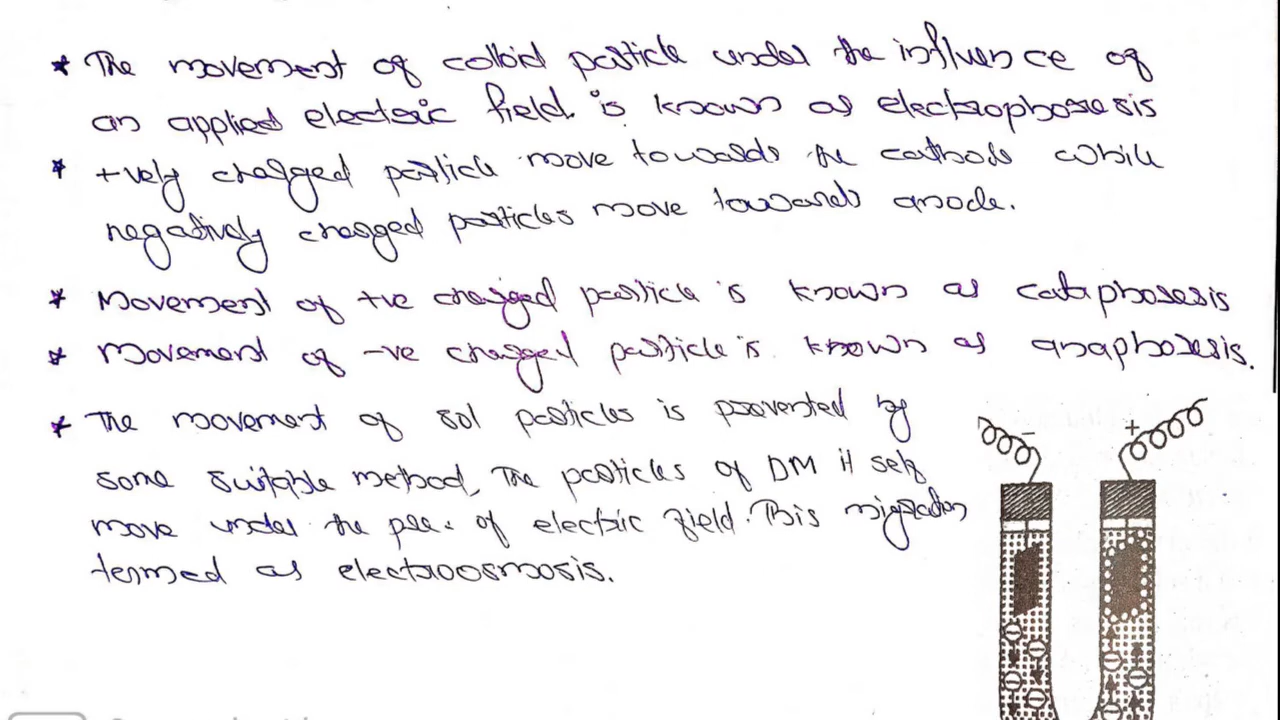 * The movement of colloid particle under the influence of
an applied electric field. is known as electrophoresis
* +vely charged particle move towards the cathode while
negatively charged particles move towards anode.
* Movement of +ve charged particle is known as cataphoresis
* Movement of -ve charged particle is known as anaphoresis.
* The movement of sol particles is prevented by
some suitable method, The particles of DM it self
move under the pre. of electric field. This migration
termed as electroosmosis.
- +